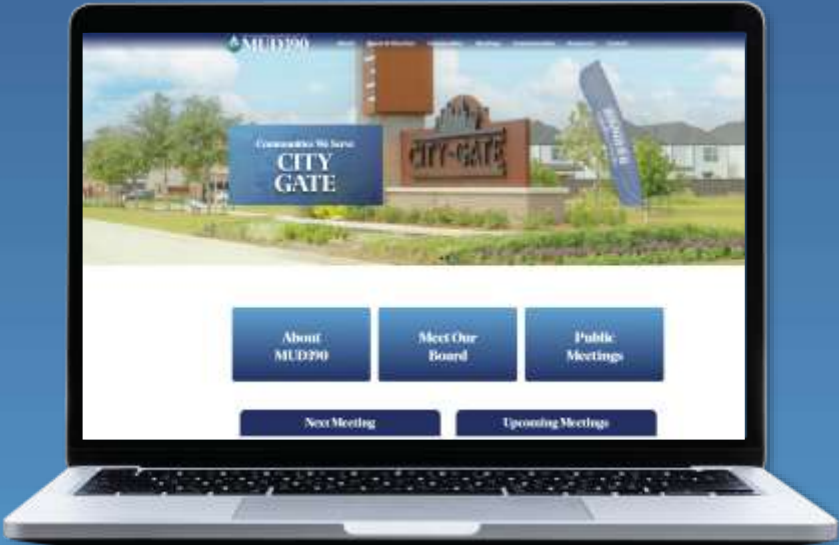 MUD390
Communities We Serve
CITY
GATE
CITY-GATE
About
MUD390
Meet Our
Board
Public
Meetings
Next Meeting
Upcoming Meetings